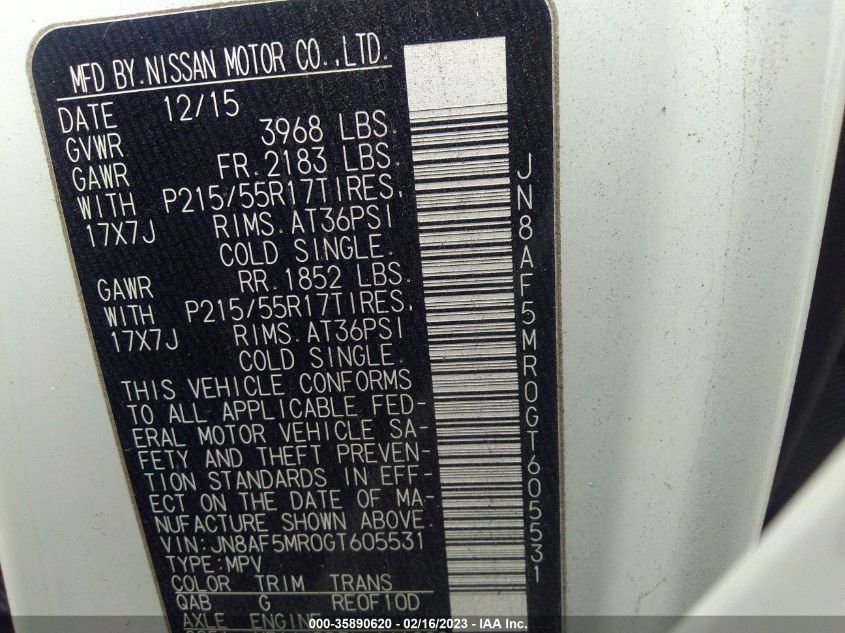 MFD BY.NISSAN MOTOR CO.,LTD.
DATE 12/15
GVWR 3968 LBS.
GAWR FR.2183 LBS.
WITH P215/55R17TIRES,
17X7J RIMS.AT36PSI
COLD SINGLE.
GAWR RR.1852 LBS.
WITH P215/55R17TIRES,
17X7J RIMS.AT36PSI
COLD SINGLE.
THIS VEHICLE CONFORMS
TO ALL APPLICABLE FED-
ERAL MOTOR VEHICLE SA-
FETY AND THEFT PREVEN-
TION STANDARDS IN EFF-
ECT ON THE DATE OF MA-
NUFACTURE SHOWN ABOVE.
VIN:JN8AF5MR0GT605531
TYPE:MPV
COLOR TRIM TRANS
QAB G RE0F10D
AXLE ENGINE
JN8AF5MR0GT605531
000-35890620 - 02/16/2023 - IAA Inc.